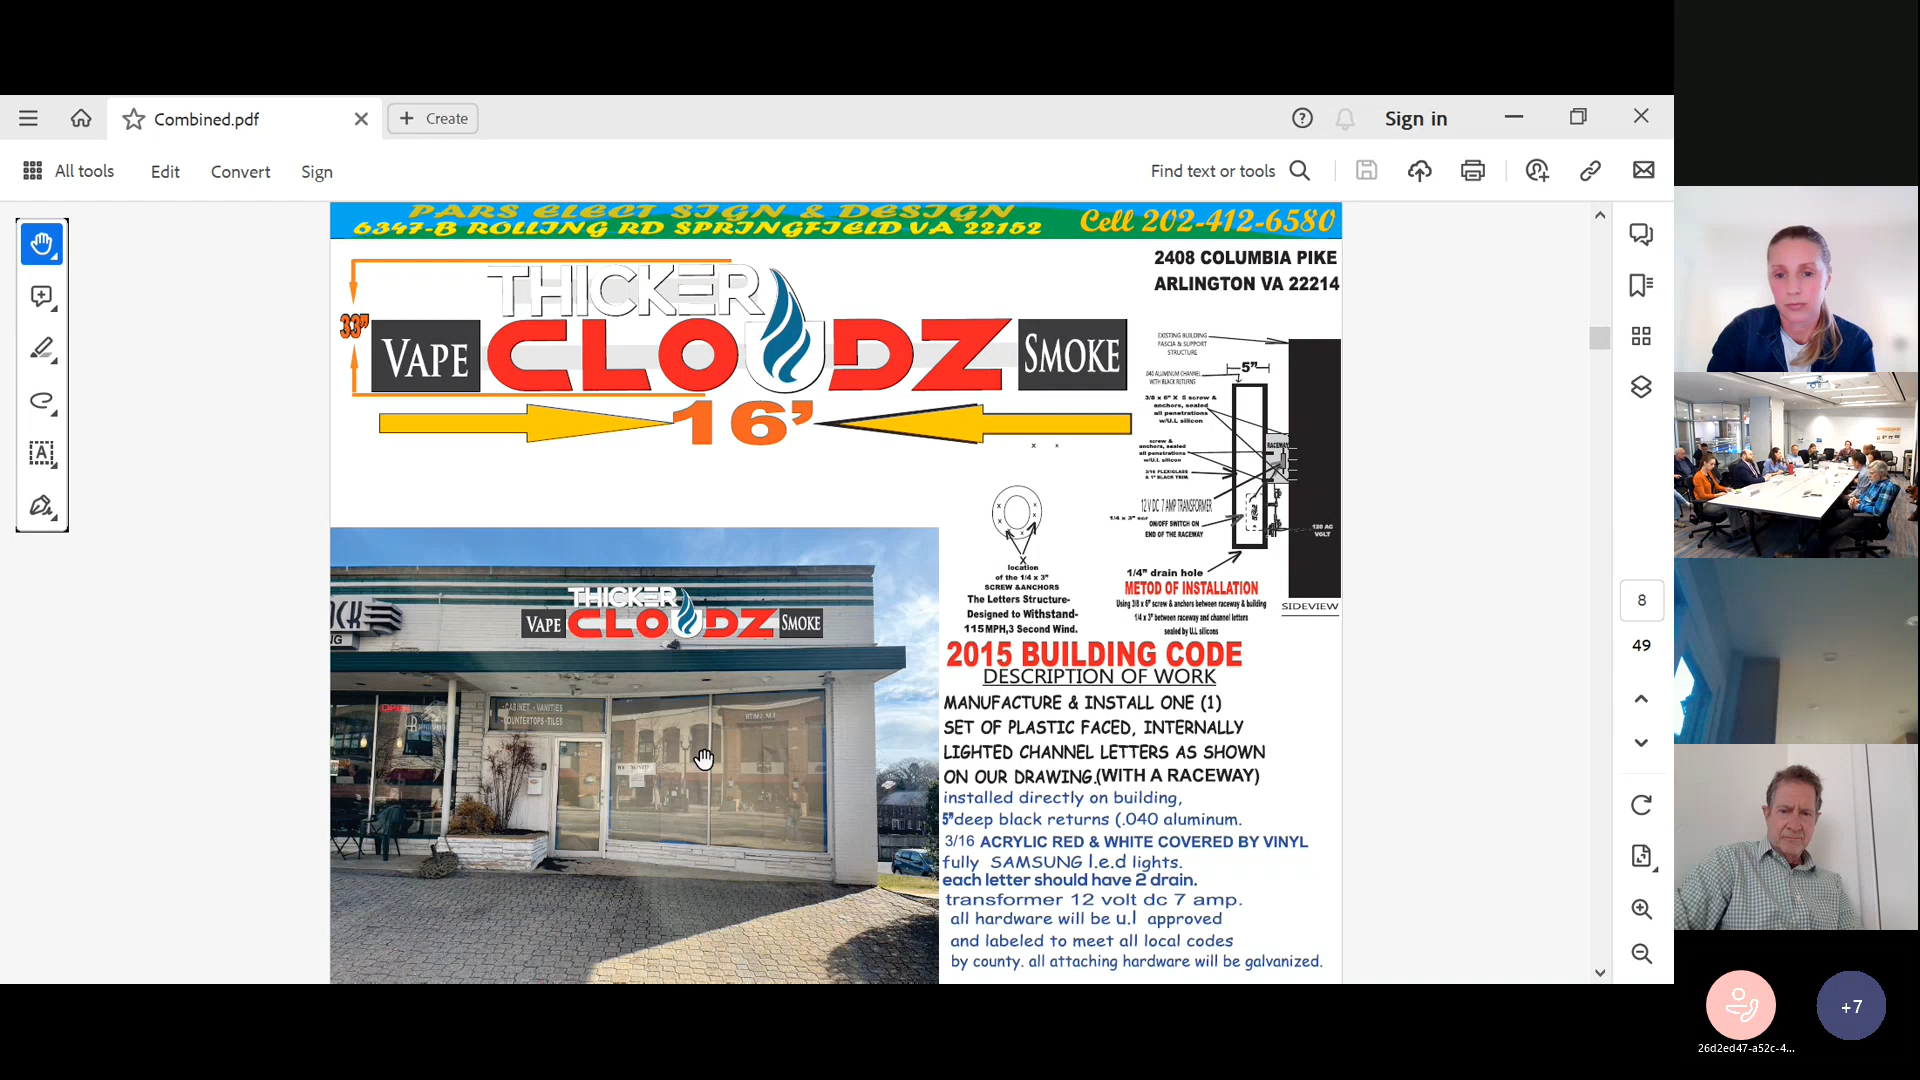 Combined.pdf
Create
Sign in
All tools
Edit
Convert
Sign
Find text or tools
PARS ELECT SIGN & DESIGN
6347-B ROLLING RD SPRINGFIELD VA 22152
Cell 202-412-6580
2408 COLUMBIA PIKE
ARLINGTON VA 22214
33"
THICKER
VAPE CLOUDZ SMOKE
16'
EXISTING BUILDING
FASCIA & SUPPORT
STRUCTURE
5"
.040 ALUMINUM CHANNEL
WITH BLACK RETURNS
3/8 x 6" X 5 screw &
anchors, sealed
all penetrations
w/U.L silicon
screw &
anchors, sealed
all penetrations
w/U.L silicon
3/16 PLEXIGLASS
& 1" BLACK TRIM.
RACEWAY
12 V DC 7 AMP TRANSFORMER
1/4 x 3" scr
ON/OFF SWITCH ON
END OF THE RACEWAY
120 AC
VOLT
1/4" drain hole
METOD OF INSTALLATION
Using 3/8 x 6" screw & anchors between raceway & building
1/4 x 3" between raceway and channel letters
sealed by U.L silicons
SIDEVIEW
x x
X
location
of the 1/4 x 3"
SCREW & ANCHORS
The Letters Structure-
Designed to Withstand-
115 MPH,3 Second Wind.
2015 BUILDING CODE
DESCRIPTION OF WORK
MANUFACTURE & INSTALL ONE (1)
SET OF PLASTIC FACED, INTERNALLY
LIGHTED CHANNEL LETTERS AS SHOWN
ON OUR DRAWING.(WITH A RACEWAY)
installed directly on building,
5"deep black returns (.040 aluminum.
3/16 ACRYLIC RED & WHITE COVERED BY VINYL
fully SAMSUNG l.e.d lights.
each letter should have 2 drain.
transformer 12 volt dc 7 amp.
all hardware will be u.l approved
and labeled to meet all local codes
by county. all attaching hardware will be galvanized.
THICKER
VAPE CLOUDZ SMOKE
OPEN
CABINET - VANITIES
COUNTERTOPS -TILES
8
49
26d2ed47-a52c-4...
+7